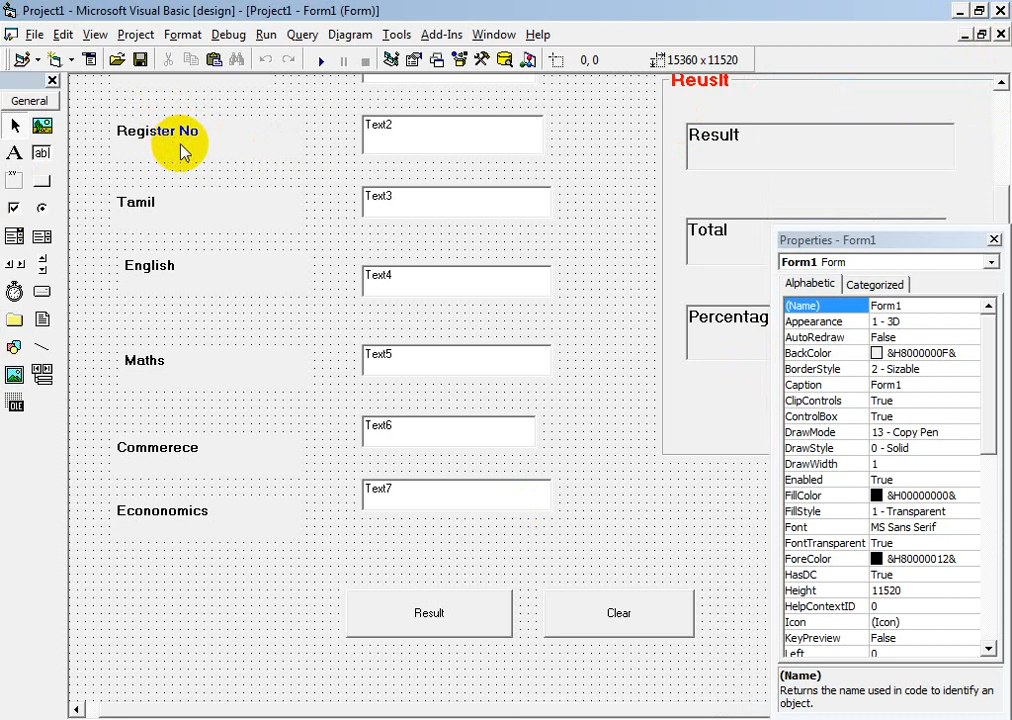 Project1 - Microsoft Visual Basic [design] - [Project1 - Form1 (Form)]
File Edit View Project Format Debug Run Query Diagram Tools Add-Ins Window Help
0, 0
15360 x 11520
General
A
ab|
xv
OLE
Register No
Tamil
English
Maths
Commerece
Econonomics
Text2
Text3
Text4
Text5
Text6
Text7
Result
Clear
Reuslt
Result
Total
Percentag
Properties - Form1
Form1 Form
Alphabetic Categorized
(Name) Form1
Appearance 1 - 3D
AutoRedraw False
BackColor &H8000000F&
BorderStyle 2 - Sizable
Caption Form1
ClipControls True
ControlBox True
DrawMode 13 - Copy Pen
DrawStyle 0 - Solid
DrawWidth 1
Enabled True
FillColor &H00000000&
FillStyle 1 - Transparent
Font MS Sans Serif
FontTransparent True
ForeColor &H80000012&
HasDC True
Height 11520
HelpContextID 0
Icon (Icon)
KeyPreview False
Left 0
(Name)
Returns the name used in code to identify an
object.